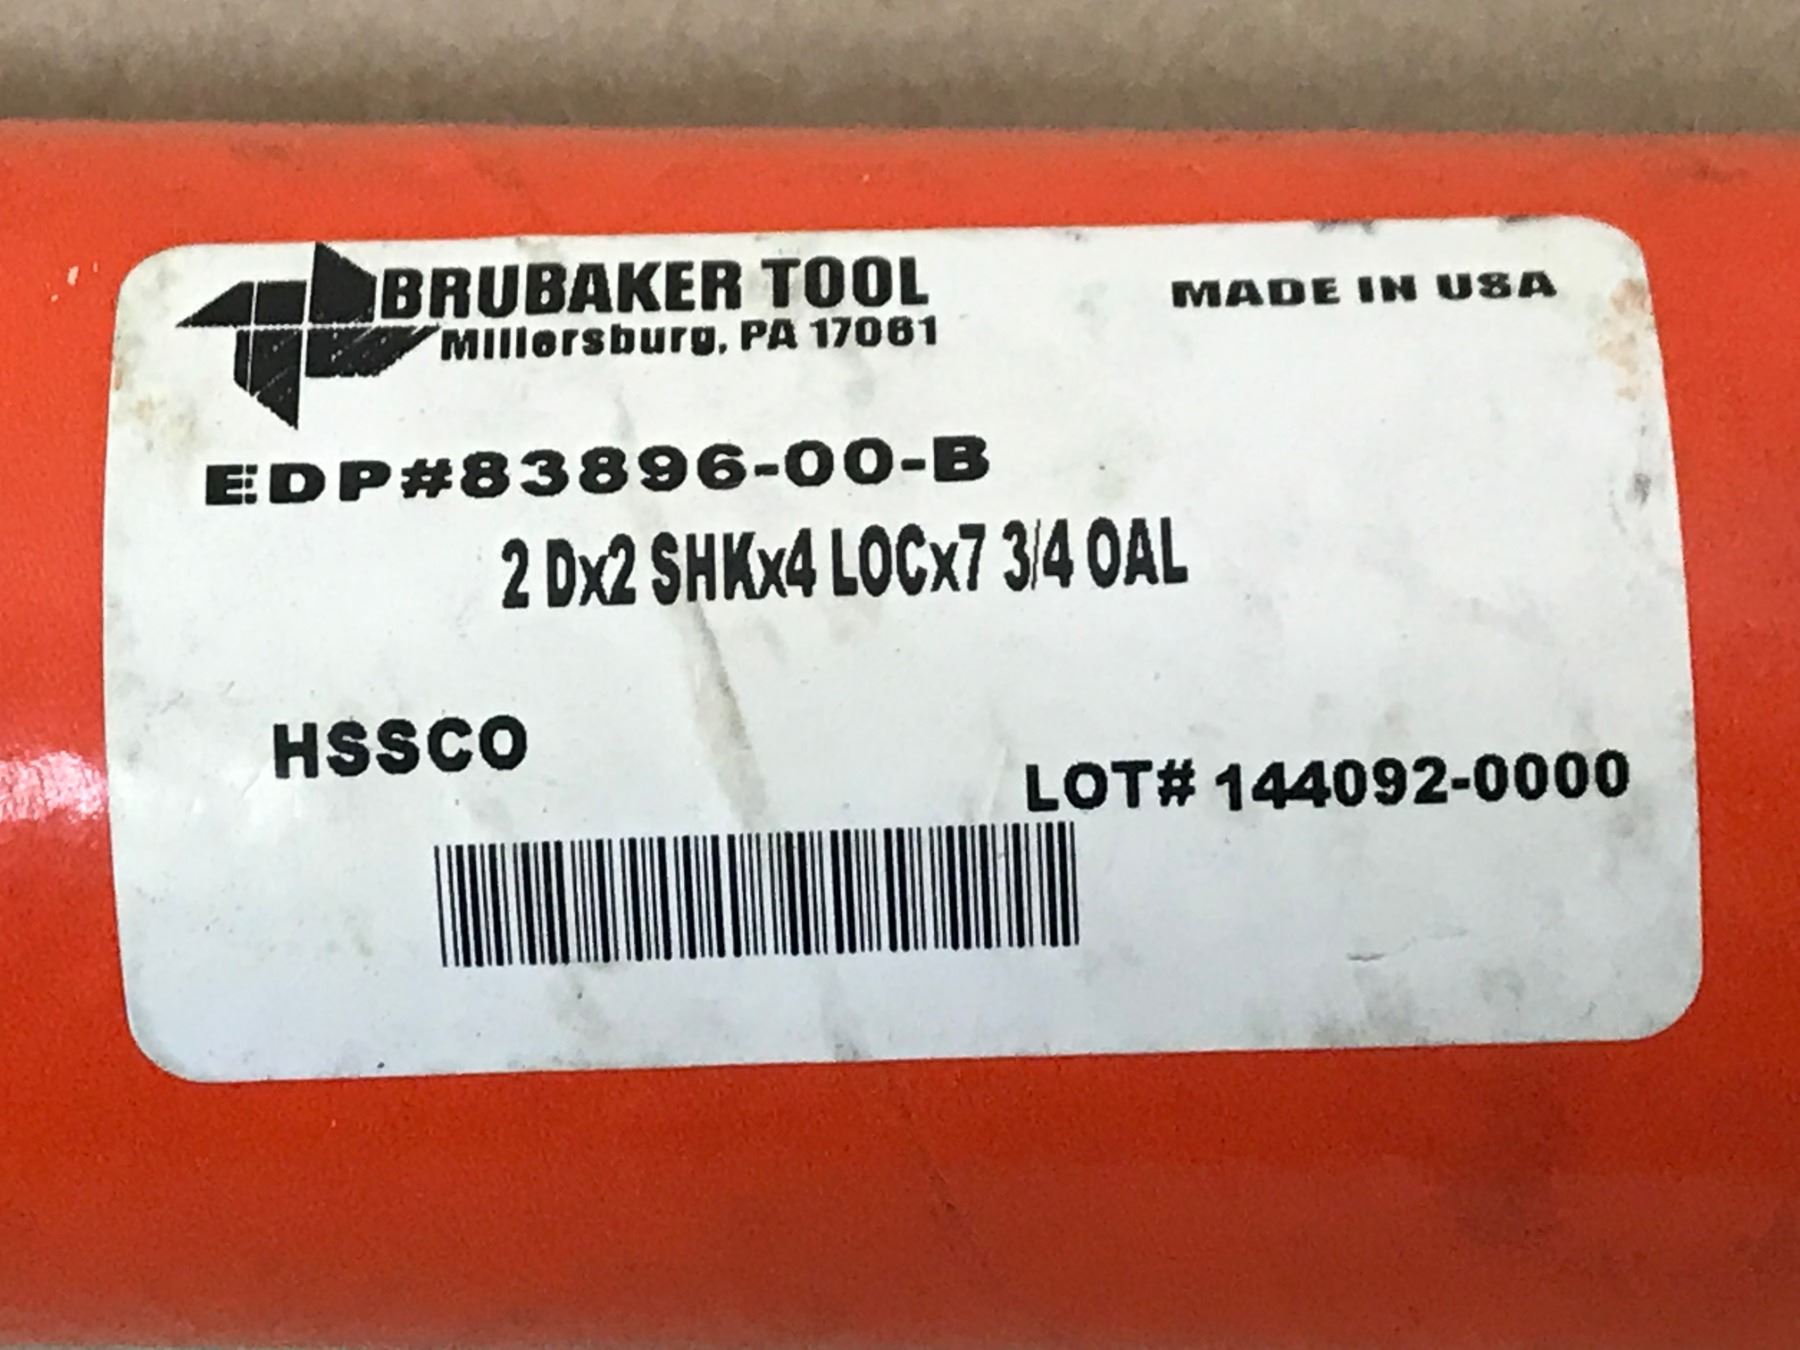 BRUBAKER TOOL
Millersburg, PA 17061
MADE IN USA
EDP#83896-00-B
2 Dx2 SHKx4 LOCx7 3/4 OAL
HSSCO
LOT# 144092-0000